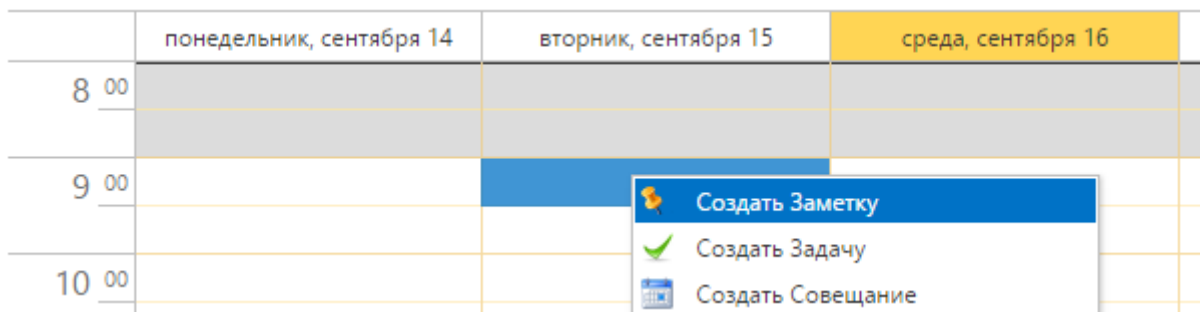 понедельник, сентября 14 вторник, сентября 15 среда, сентября 16
8 00
9 00
Создать Заметку
Создать Задачу
10 00
Создать Совещание